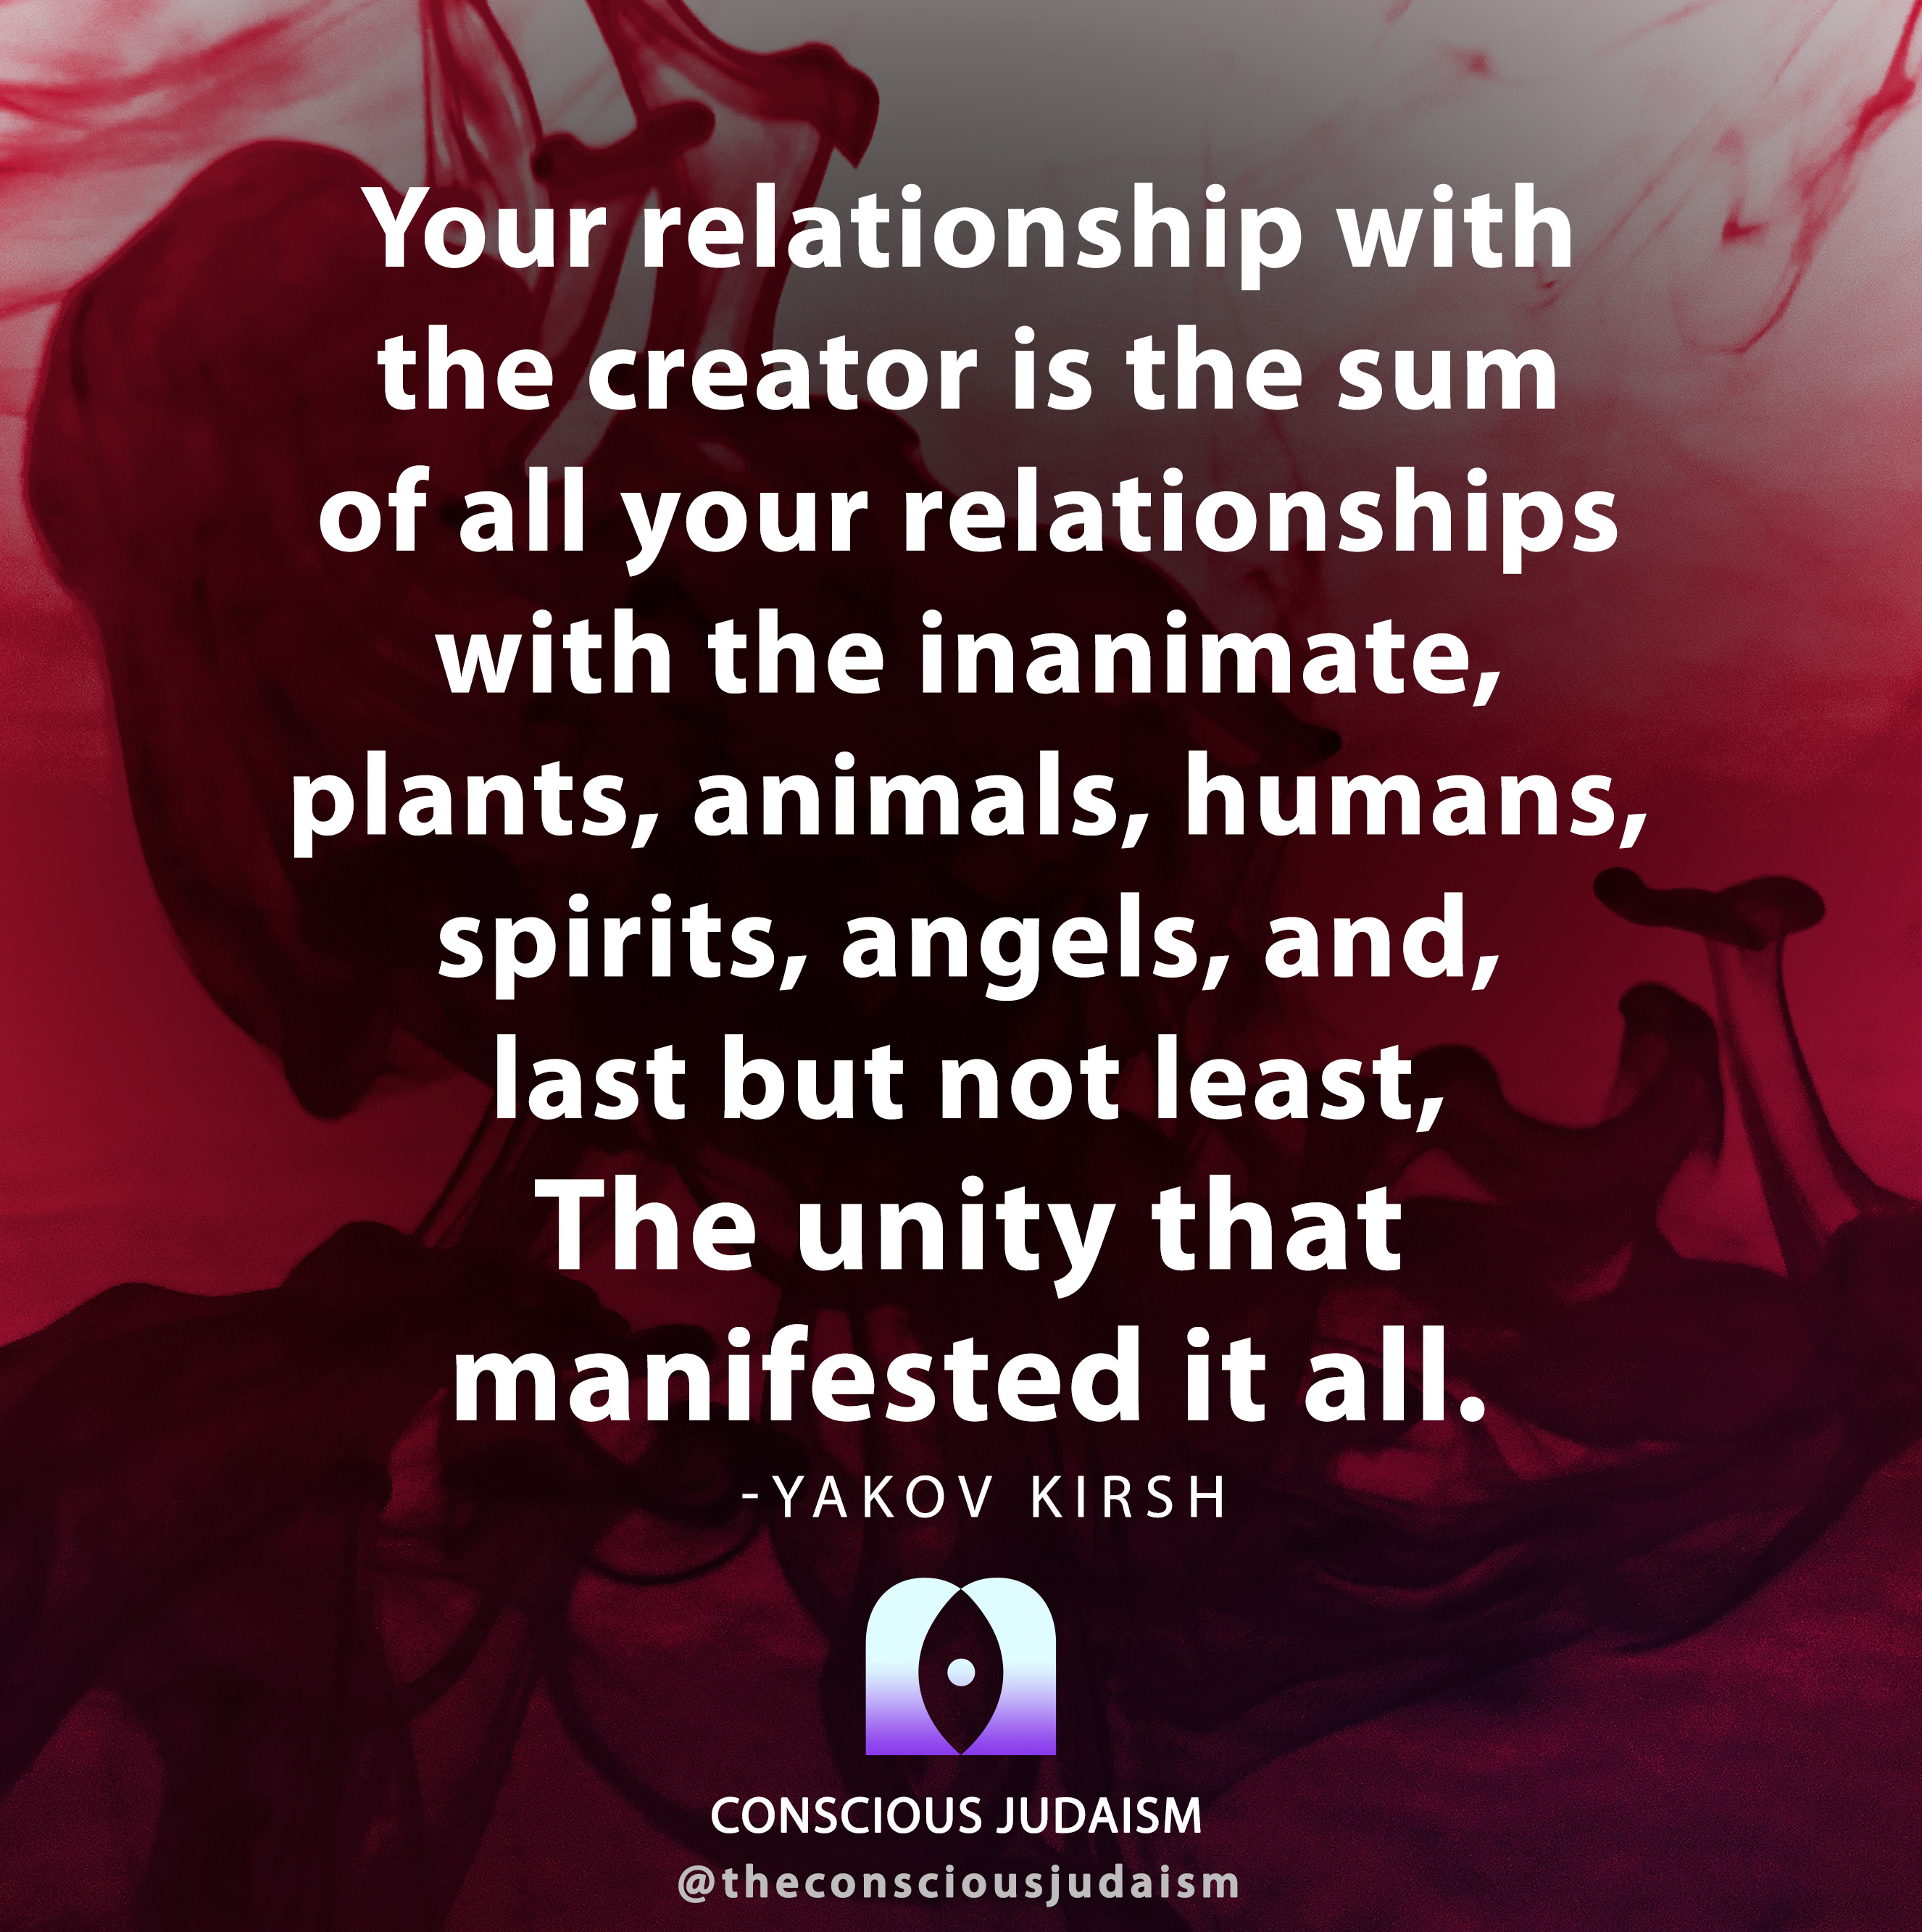 Your relationship with
the creator is the sum
of all your relationships
with the inanimate,
plants, animals, humans,
spirits, angels, and,
last but not least,
The unity that
manifested it all.
-YAKOV KIRSH
CONSCIOUS JUDAISM
@theconsciousjudaism